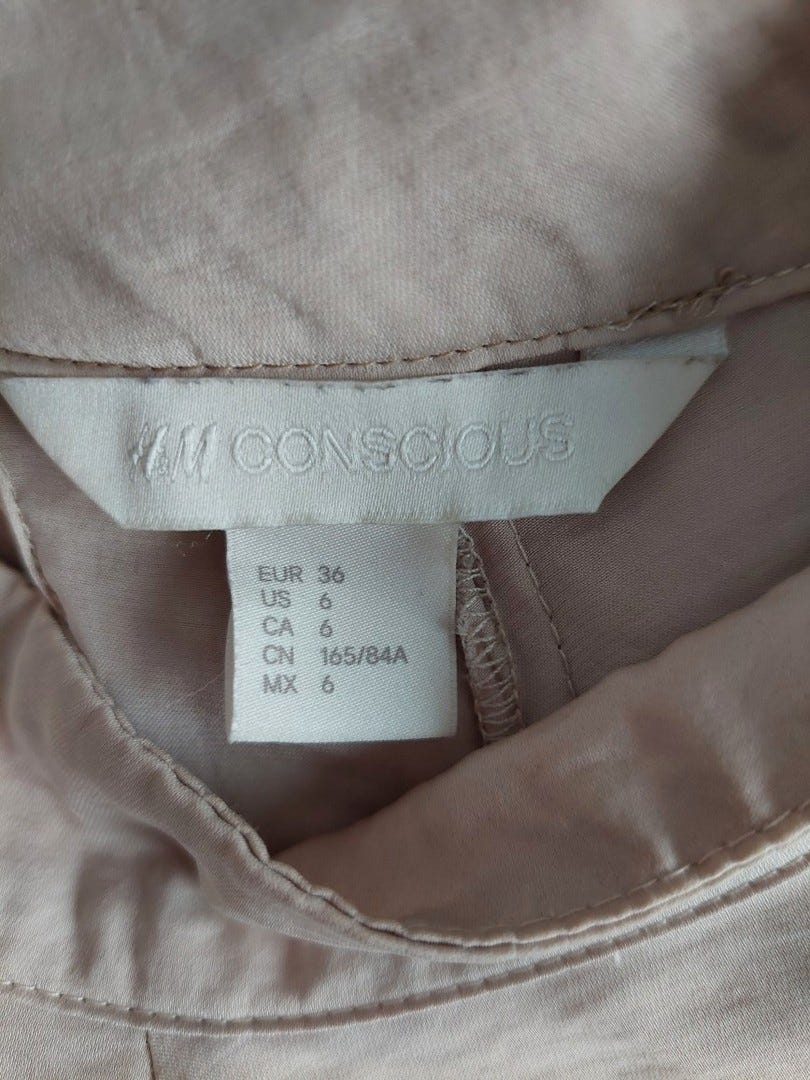 H&M CONSCIOUS
EUR 36
US 6
CA 6
CN 165/84A
MX 6